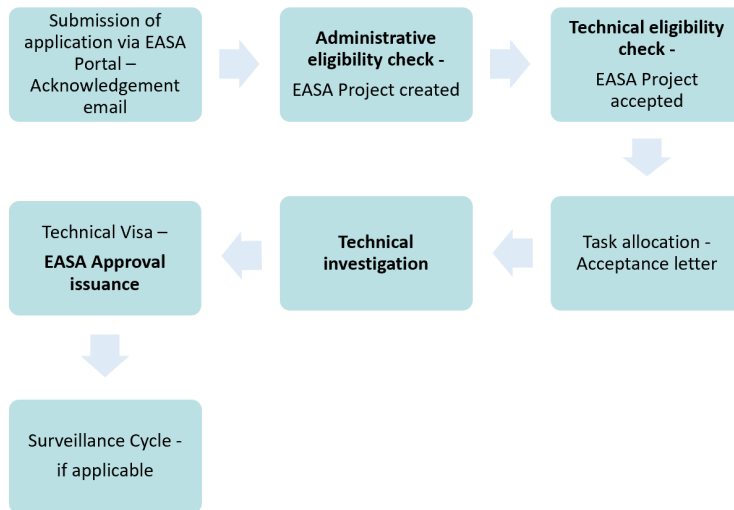 Submission of
application via EASA
Portal –
Acknowledgement
email
Administrative
eligibility check -
EASA Project created
Technical eligibility
check -
EASA Project
accepted
Task allocation -
Acceptance letter
Technical
investigation
Technical Visa –
EASA Approval
issuance
Surveillance Cycle -
if applicable